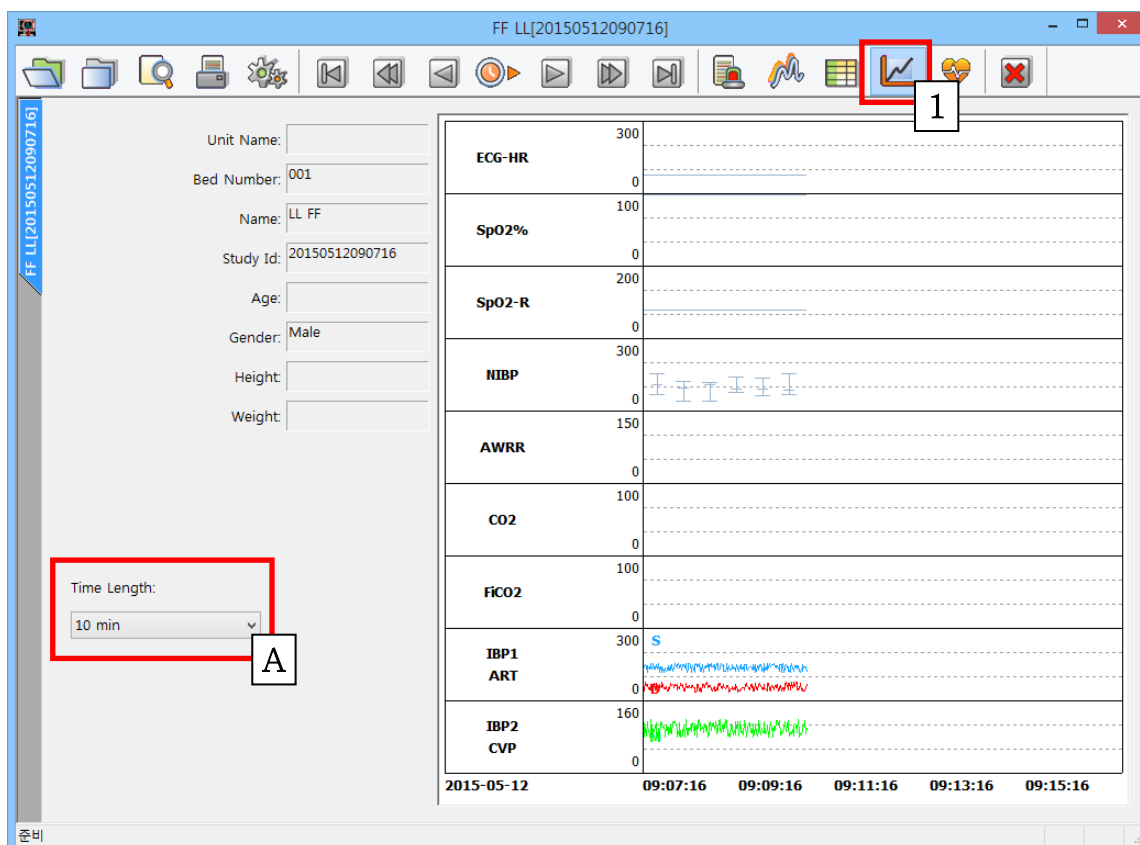 FF LL[20150512090716]
1
FF LL[20150512090716]
Unit Name:
Bed Number: 001
Name: LL FF
Study Id: 20150512090716
Age:
Gender: Male
Height:
Weight:
Time Length:
10 min
A
ECG-HR 300 0
SpO2% 100 0
SpO2-R 200 0
NIBP 300 0
AWRR 150 0
CO2 100 0
FiCO2 100 0
IBP1 ART 300 0 S D
IBP2 CVP 160 0
2015-05-12 09:07:16 09:09:16 09:11:16 09:13:16 09:15:16
준비